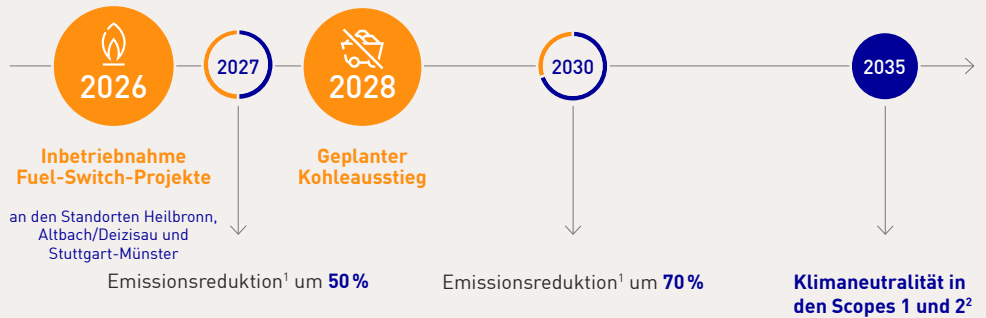 2026
2027
2028
2030
2035
Inbetriebnahme
Fuel-Switch-Projekte
an den Standorten Heilbronn,
Altbach/Deizisau und
Stuttgart-Münster
Geplanter
Kohleausstieg
Emissionsreduktion¹ um 50 %
Emissionsreduktion¹ um 70 %
Klimaneutralität in
den Scopes 1 und 2²